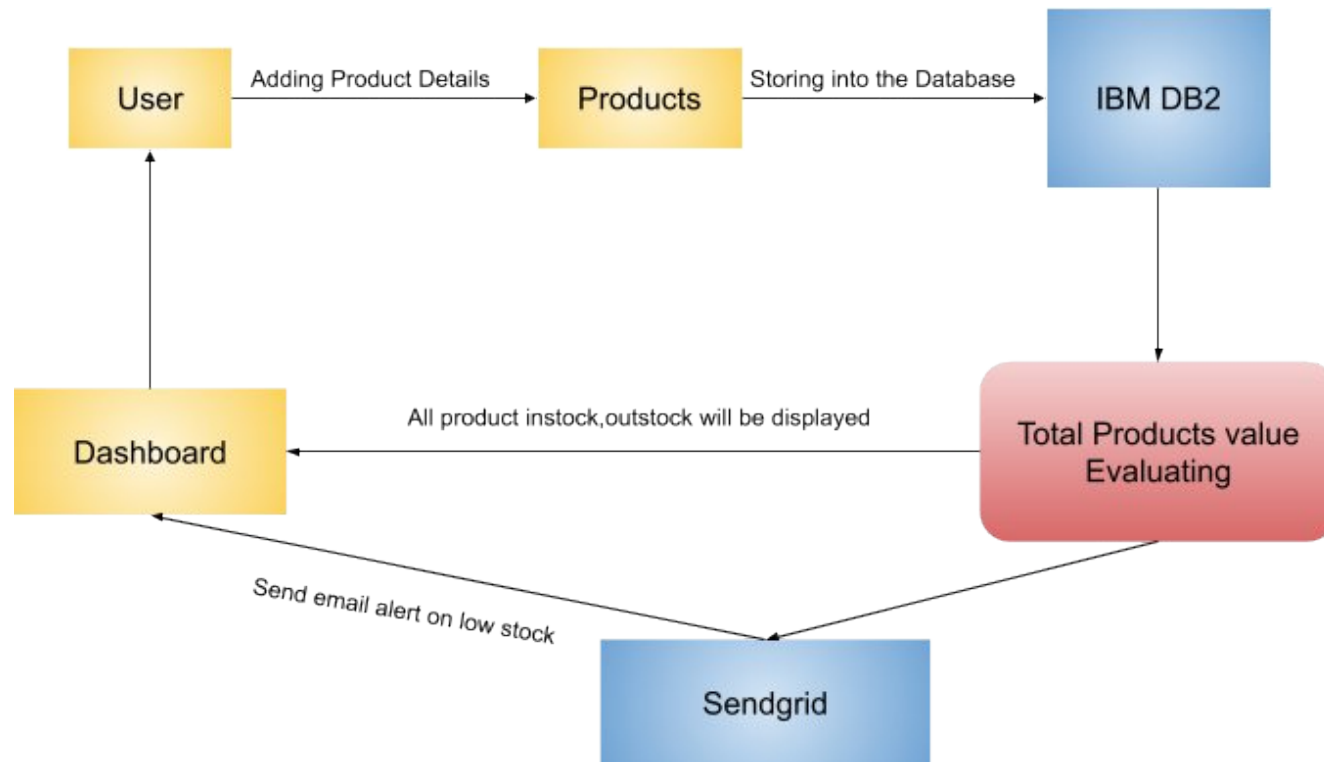 User
Adding Product Details
Products
Storing into the Database
IBM DB2
All product instock,outstock will be displayed
Dashboard
Total Products value
Evaluating
Send email alert on low stock
Sendgrid